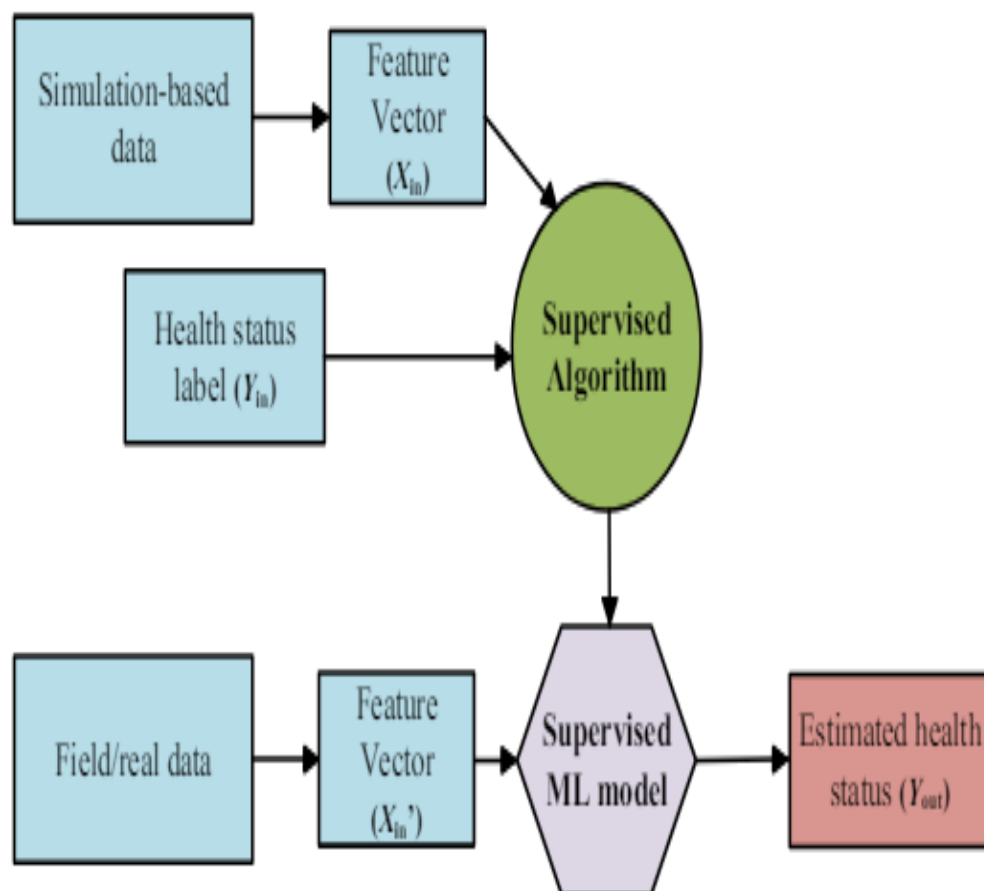 Simulation-based
data
Feature
Vector
(Xin)
Health status
label (Yin)
Supervised
Algorithm
Field/real data
Feature
Vector
(Xin’)
Supervised
ML model
Estimated health
status (Yout)